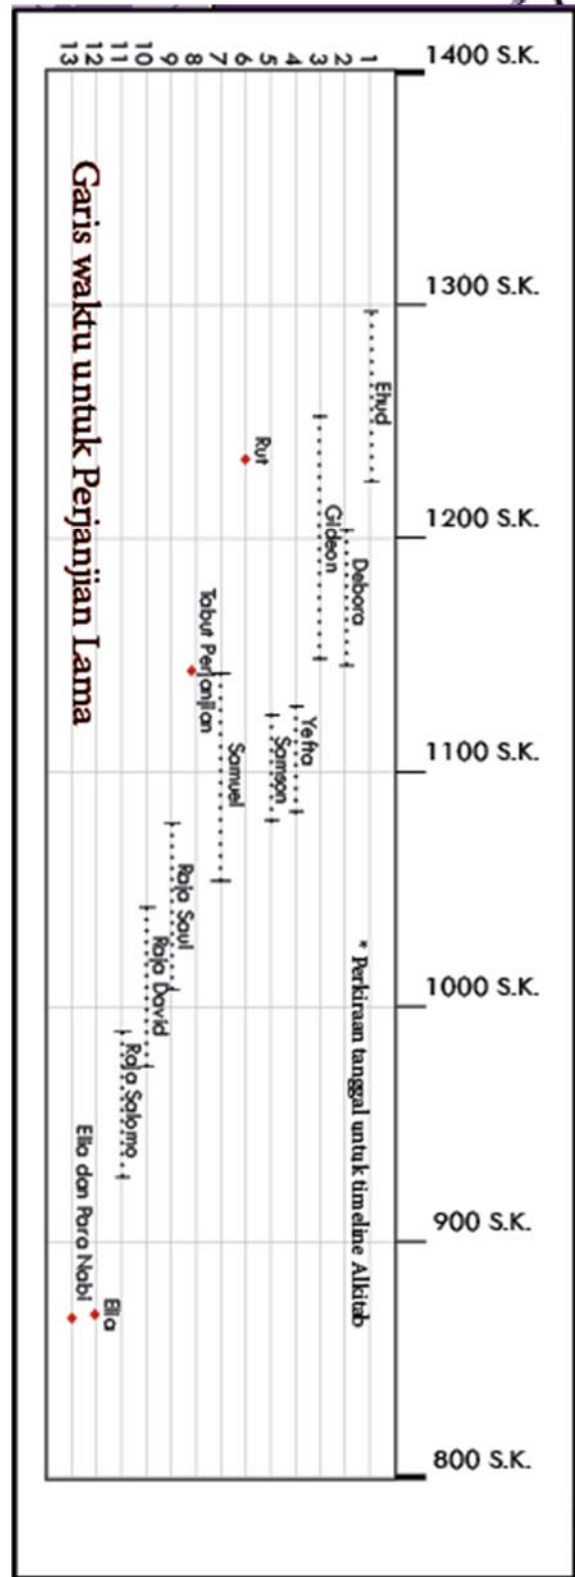 1400 S.K.
1300 S.K.
1200 S.K.
1100 S.K.
1000 S.K.
900 S.K.
800 S.K.
1
2
3
4
5
6
7
8
9
10
11
12
13
Ehud
Debora
Gideon
Yefta
Samson
Rut
Samuel
Tabut Perjanjian
Raja Saul
Raja David
Raja Salomo
Elia
Elia dan Para Nabi
* Perkiraan tanggal untuk timeline Alkitab
Garis waktu untuk Perjanjian Lama